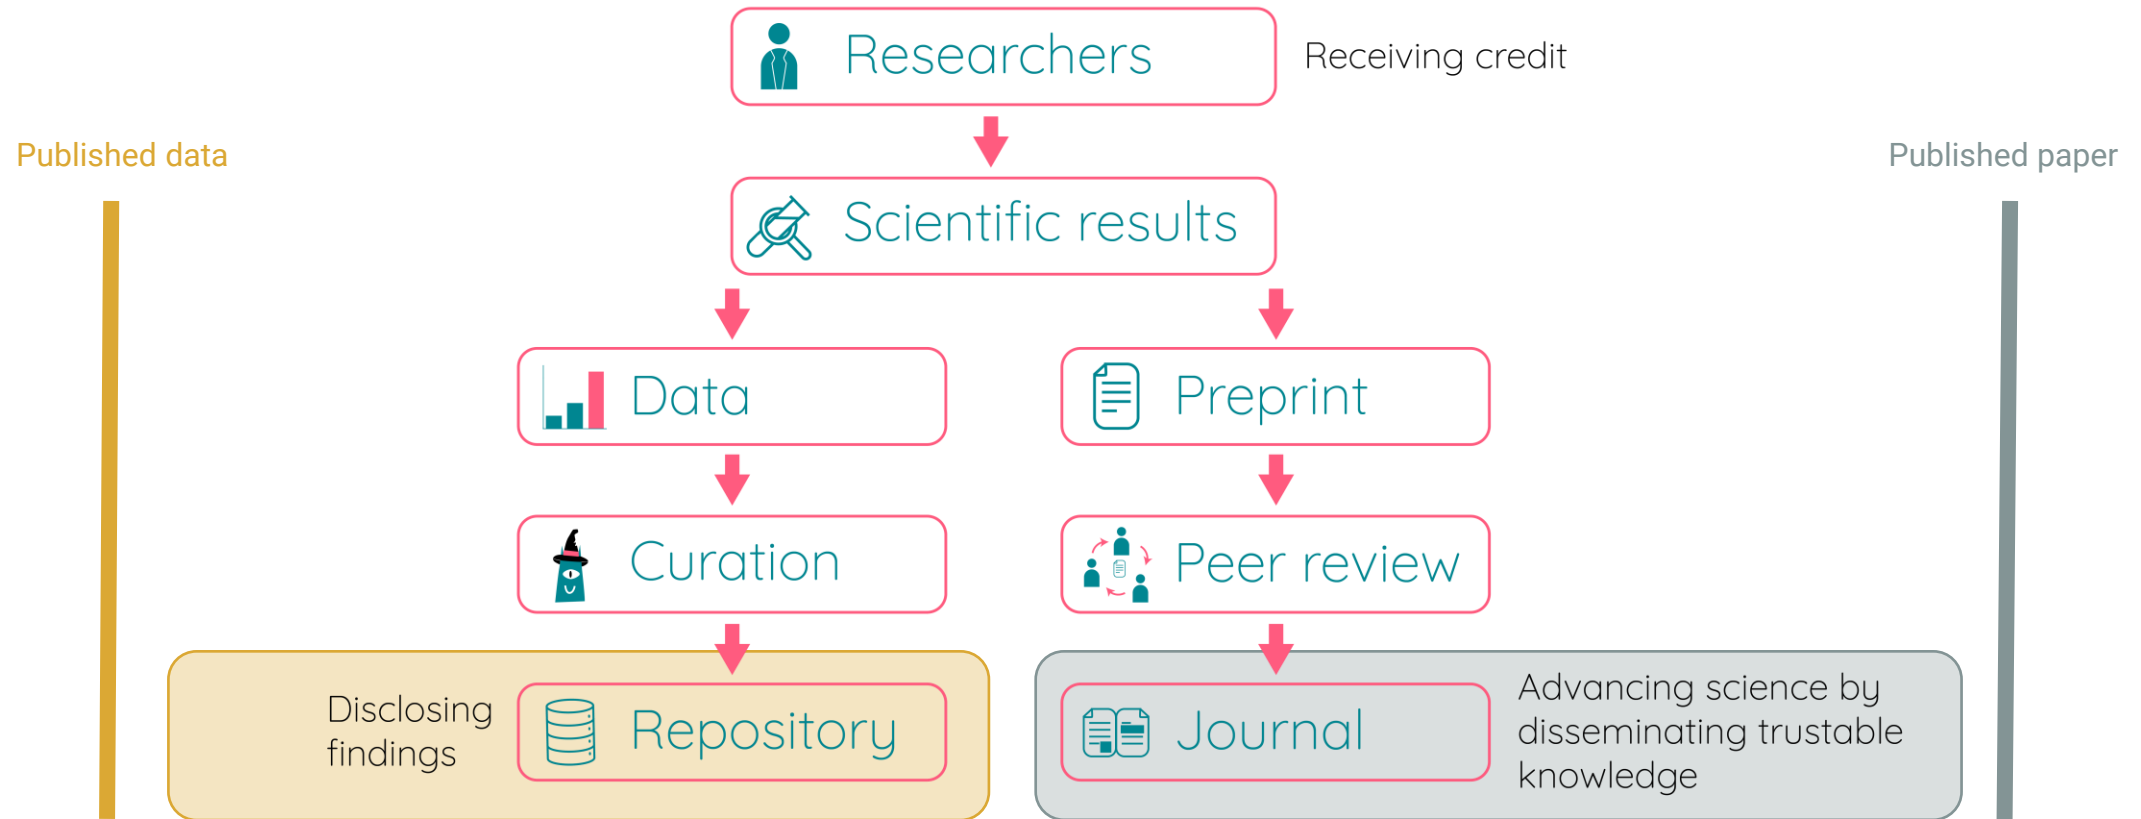 Researchers
Receiving credit
Published data
Published paper
Scientific results
Data
Preprint
Curation
Peer review
Disclosing
findings
Repository
Journal
Advancing science by
disseminating trustable
knowledge